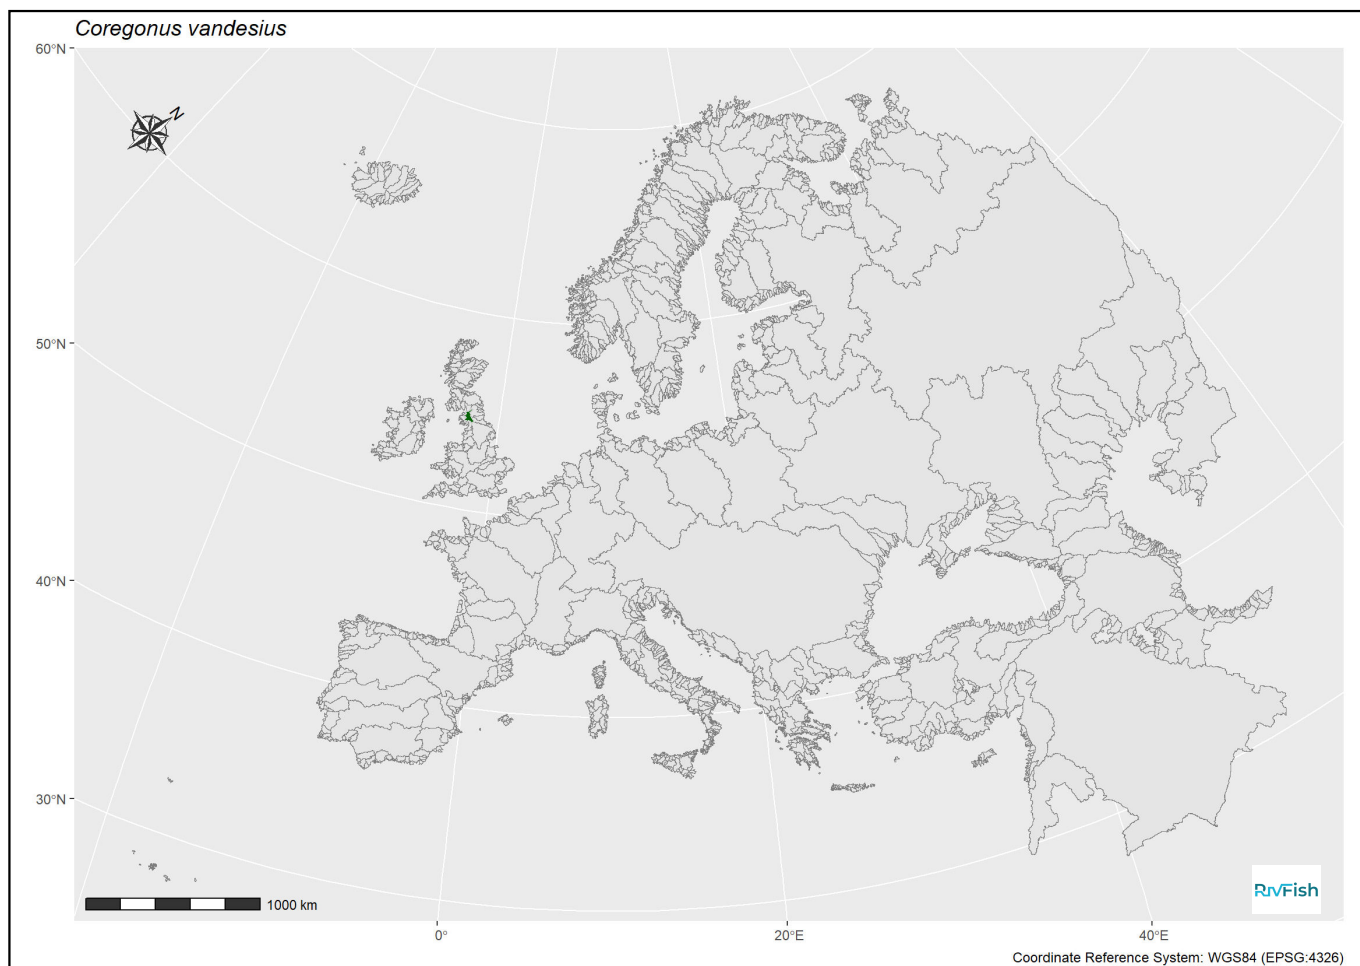 Coregonus vandesius
60°N
N
50°N
40°N
30°N
1000 km
RIVFISH
0°
20°E
40°E
Coordinate Reference System: WGS84 (EPSG:4326)